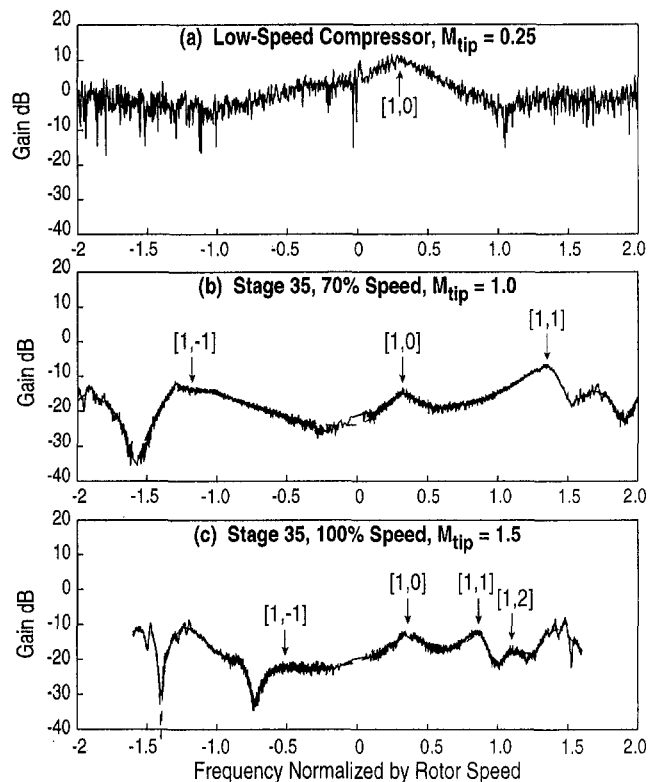 (a) Low-Speed Compressor, Mtip = 0.25
20
10
0
-10
-20
-30
-40
Gain dB
[1,0]
-2 -1.5 -1.0 -0.5 0 0.5 1.0 1.5 2.0
(b) Stage 35, 70% Speed, Mtip = 1.0
20
10
0
-10
-20
-30
-40
Gain dB
[1,-1] [1,0] [1,1]
-2 -1.5 -1.0 -0.5 0 0.5 1.0 1.5 2.0
(c) Stage 35, 100% Speed, Mtip = 1.5
20
10
0
-10
-20
-30
-40
Gain dB
[1,-1] [1,0] [1,1] [1,2]
-2 -1.5 -1.0 -0.5 0 0.5 1.0 1.5 2.0
Frequency Normalized by Rotor Speed